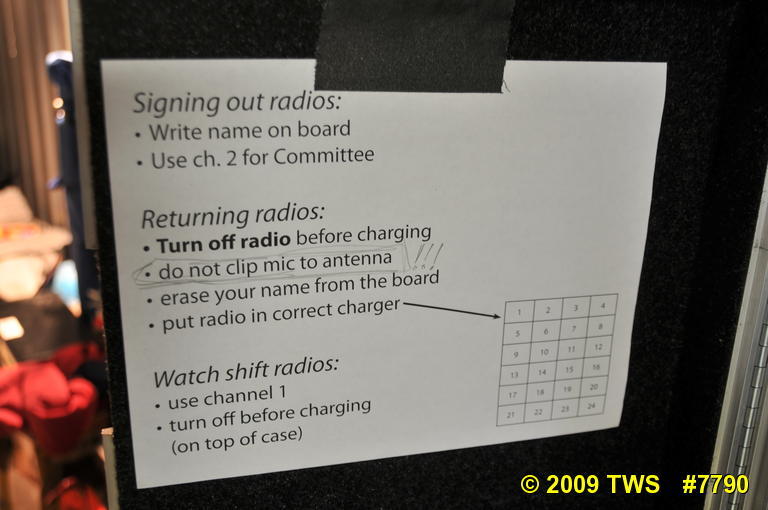 Signing out radios:
• Write name on board
• Use ch. 2 for Committee
Returning radios:
• Turn off radio before charging
• do not clip mic to antenna !!!
• erase your name from the board
• put radio in correct charger
1 2 3 4
5 6 7 8
9 10 11 12
13 14 15 16
17 18 19 20
21 22 23 24
Watch shift radios:
• use channel 1
• turn off before charging
(on top of case)
© 2009 TWS #7790